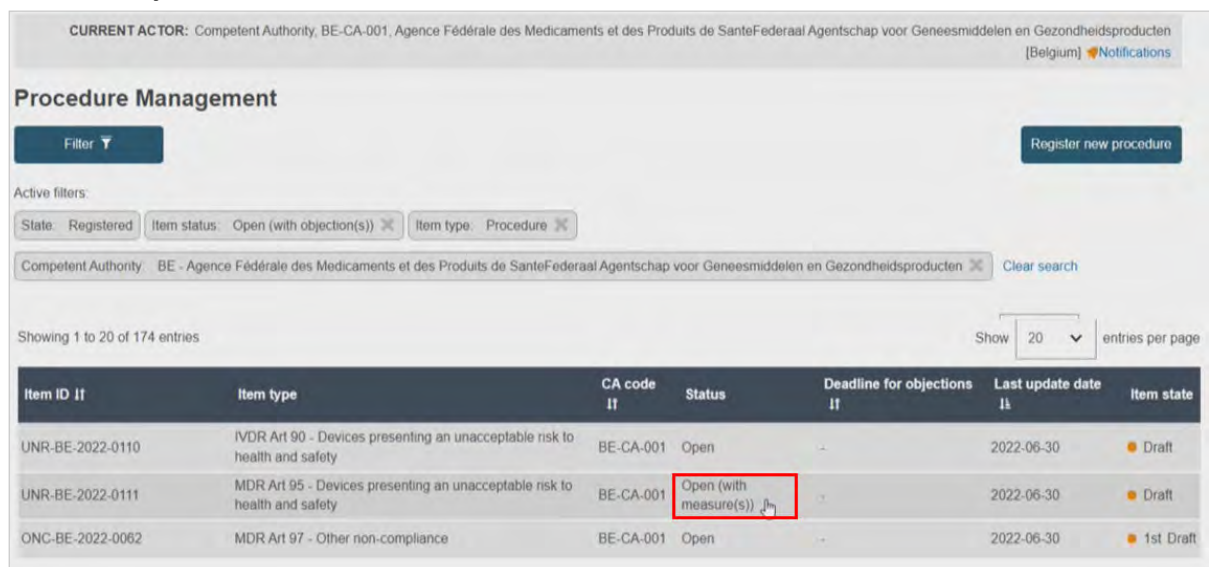 CURRENT ACTOR: Competent Authority, BE-CA-001, Agence Fédérale des Medicaments et des Produits de SanteFederaal Agentschap voor Geneesmiddelen en Gezondheidsproducten
[Belgium] Notifications
Procedure Management
Filter
Register new procedure
Active filters:
State: Registered Item status: Open (with objection(s)) Item type: Procedure
Competent Authority: BE - Agence Fédérale des Medicaments et des Produits de SanteFederaal Agentschap voor Geneesmiddelen en Gezondheidsproducten Clear search
Showing 1 to 20 of 174 entries Show 20 entries per page
Item ID Item type CA code Status Deadline for objections Last update date Item state
UNR-BE-2022-0110 IVDR Art 90 - Devices presenting an unacceptable risk to health and safety BE-CA-001 Open - 2022-06-30 Draft
UNR-BE-2022-0111 MDR Art 95 - Devices presenting an unacceptable risk to health and safety BE-CA-001 Open (with measure(s)) - 2022-06-30 Draft
ONC-BE-2022-0062 MDR Art 97 - Other non-compliance BE-CA-001 Open - 2022-06-30 1st Draft